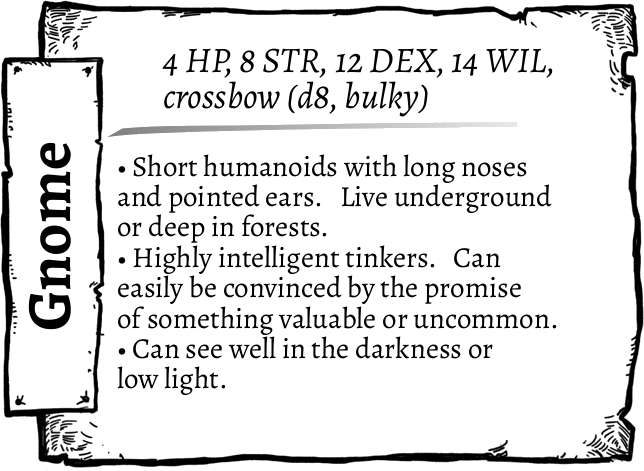 Gnome
4 HP, 8 STR, 12 DEX, 14 WIL,
crossbow (d8, bulky)
• Short humanoids with long noses
and pointed ears.   Live underground
or deep in forests.
• Highly intelligent tinkers.   Can
easily be convinced by the promise
of something valuable or uncommon.
• Can see well in the darkness or
low light.